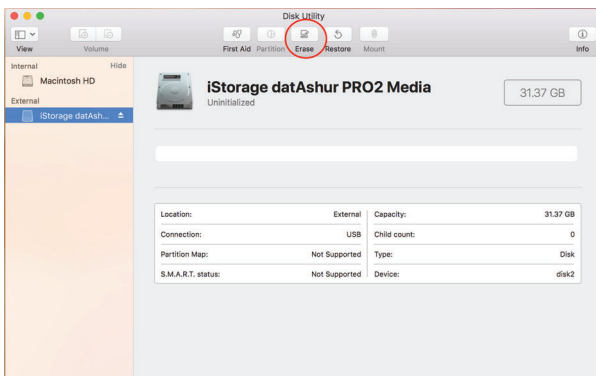 Disk Utility
View Volume First Aid Partition Erase Restore Mount Info
Internal Hide
Macintosh HD
External
iStorage datAsh...
iStorage datAshur PRO2 Media
Uninitialized
31.37 GB
Location: External Capacity: 31.37 GB
Connection: USB Child count: 0
Partition Map: Not Supported Type: Disk
S.M.A.R.T. status: Not Supported Device: disk2